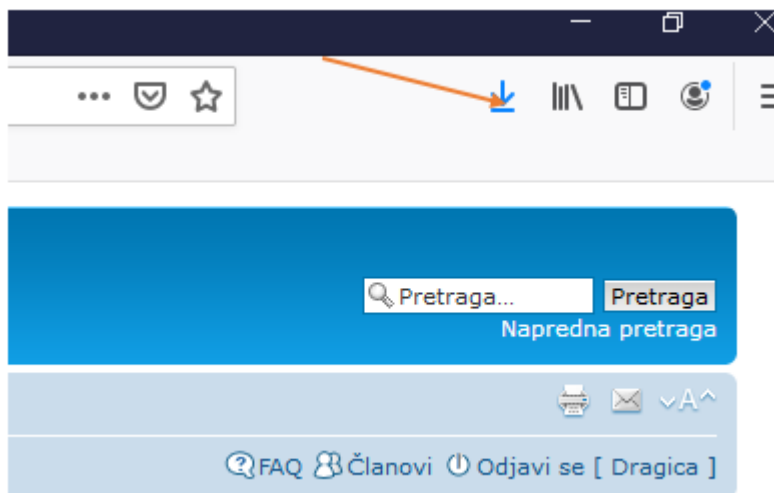 Pretraga...
Pretraga
Napredna pretraga
A
FAQ Članovi Odjavi se [ Dragica ]